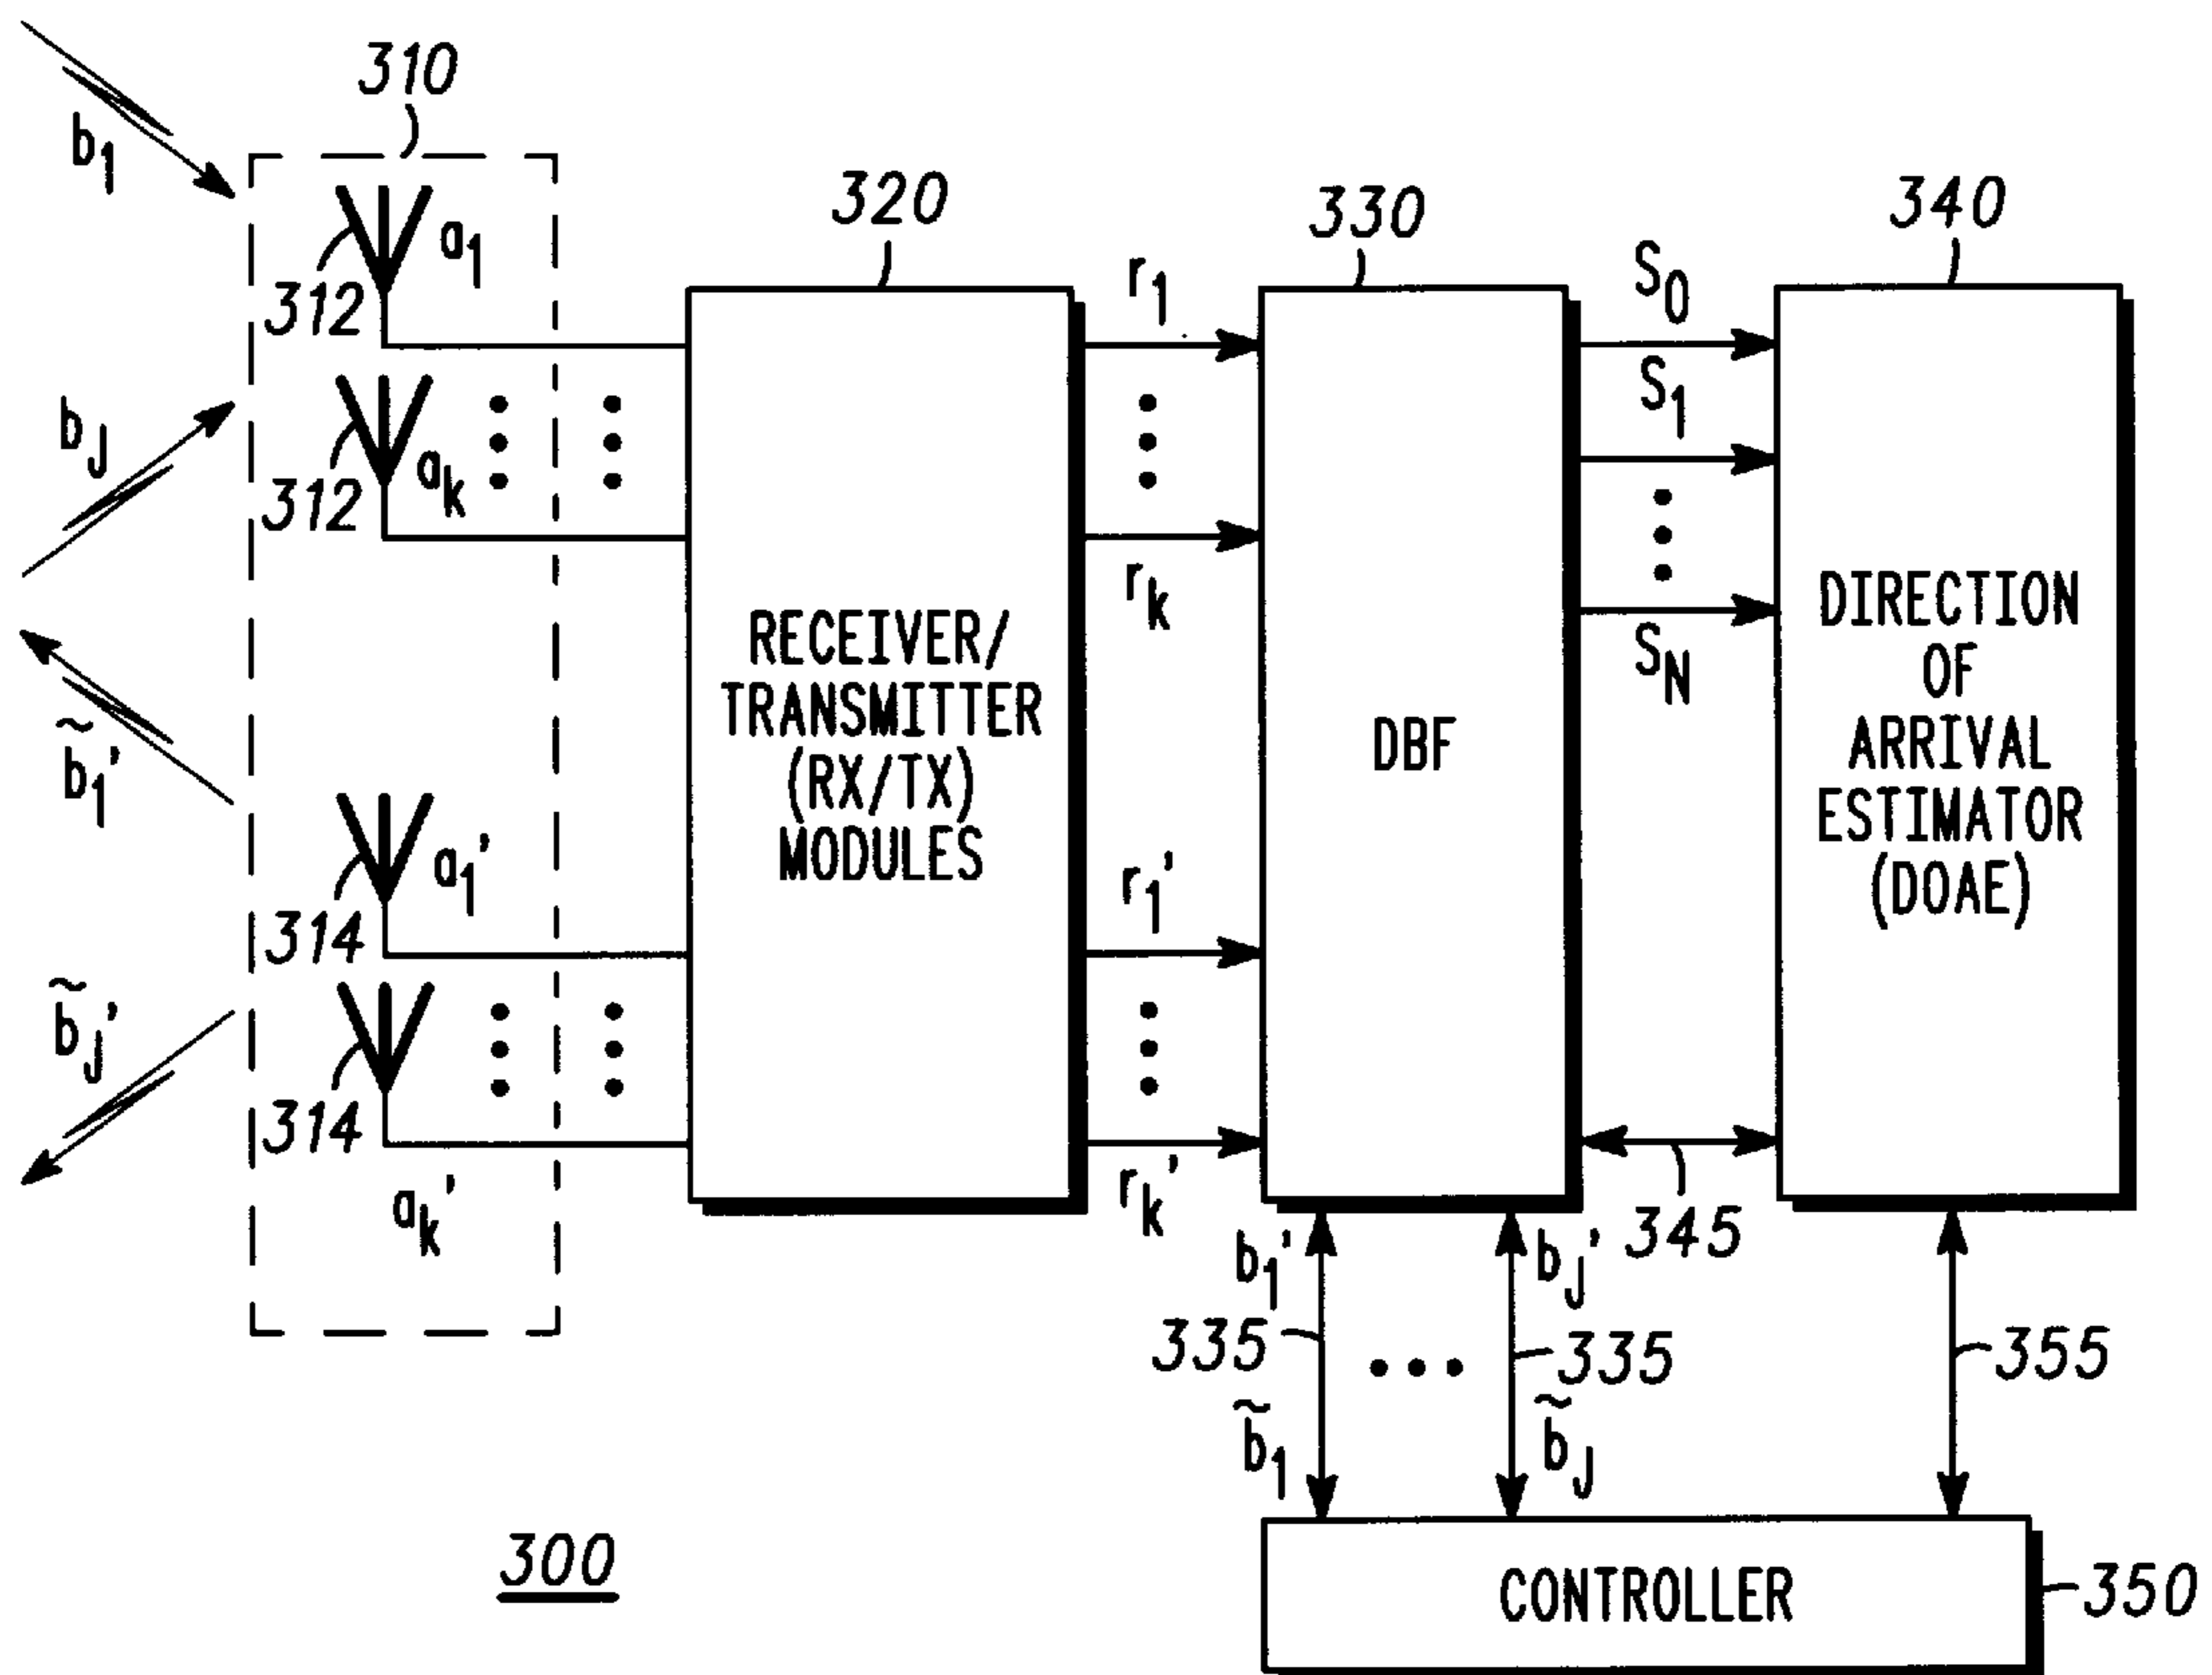 310
b1
312
a1
320
330
340
r1
S0
S1
bJ
312
ak
rk
SN
RECEIVER/
TRANSMITTER
(RX/TX)
MODULES
DBF
DIRECTION
OF
ARRIVAL
ESTIMATOR
(DOAE)
b̃1'
314
a1'
r1'
b̃J'
314
ak'
rk'
345
b1'
bJ'
335
335
355
b̃1
b̃J
300
CONTROLLER
350